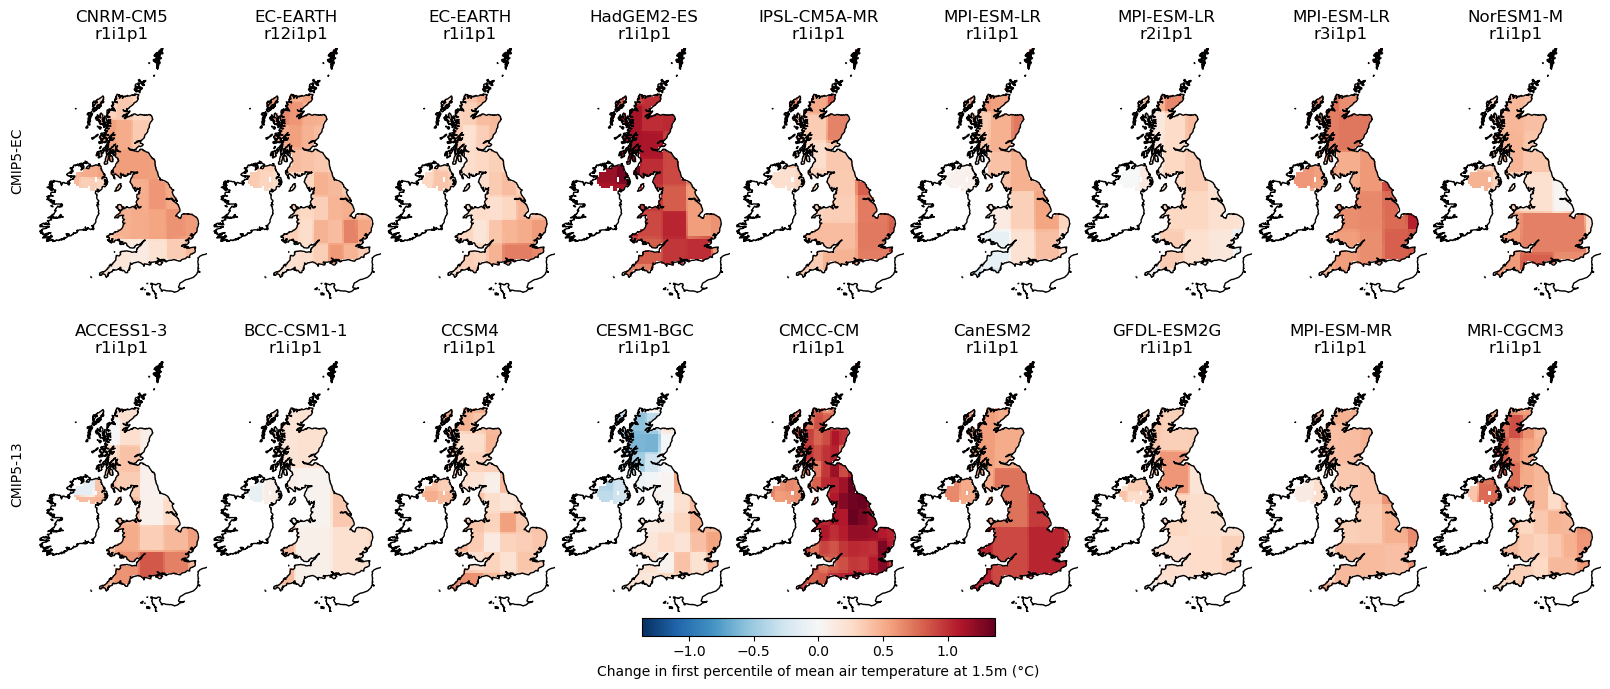 CNRM-CM5
r1i1p1
EC-EARTH
r12i1p1
EC-EARTH
r1i1p1
HadGEM2-ES
r1i1p1
IPSL-CM5A-MR
r1i1p1
MPI-ESM-LR
r1i1p1
MPI-ESM-LR
r2i1p1
MPI-ESM-LR
r3i1p1
NorESM1-M
r1i1p1
CMIP5-EC
ACCESS1-3
r1i1p1
BCC-CSM1-1
r1i1p1
CCSM4
r1i1p1
CESM1-BGC
r1i1p1
CMCC-CM
r1i1p1
CanESM2
r1i1p1
GFDL-ESM2G
r1i1p1
MPI-ESM-MR
r1i1p1
MRI-CGCM3
r1i1p1
CMIP5-13
−1.0 −0.5 0.0 0.5 1.0
Change in first percentile of mean air temperature at 1.5m (°C)